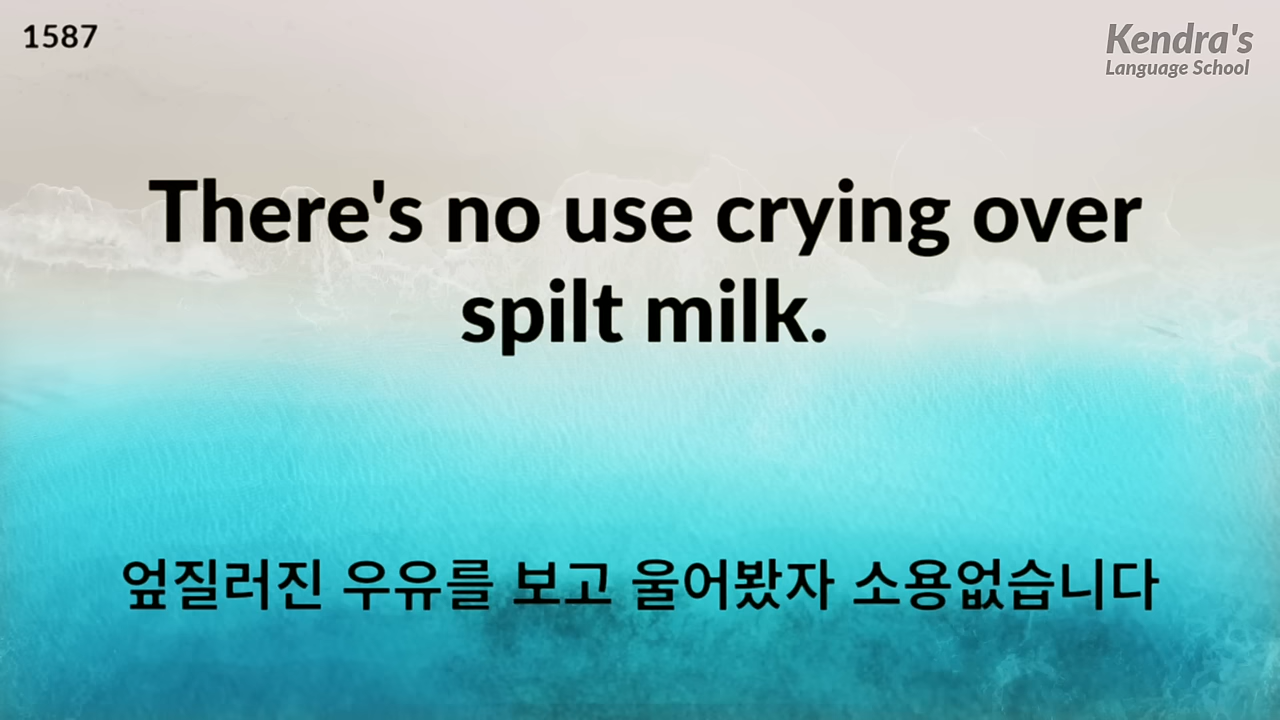 1587
Kendra's
Language School
There's no use crying over
spilt milk.
엎질러진 우유를 보고 울어봤자 소용없습니다